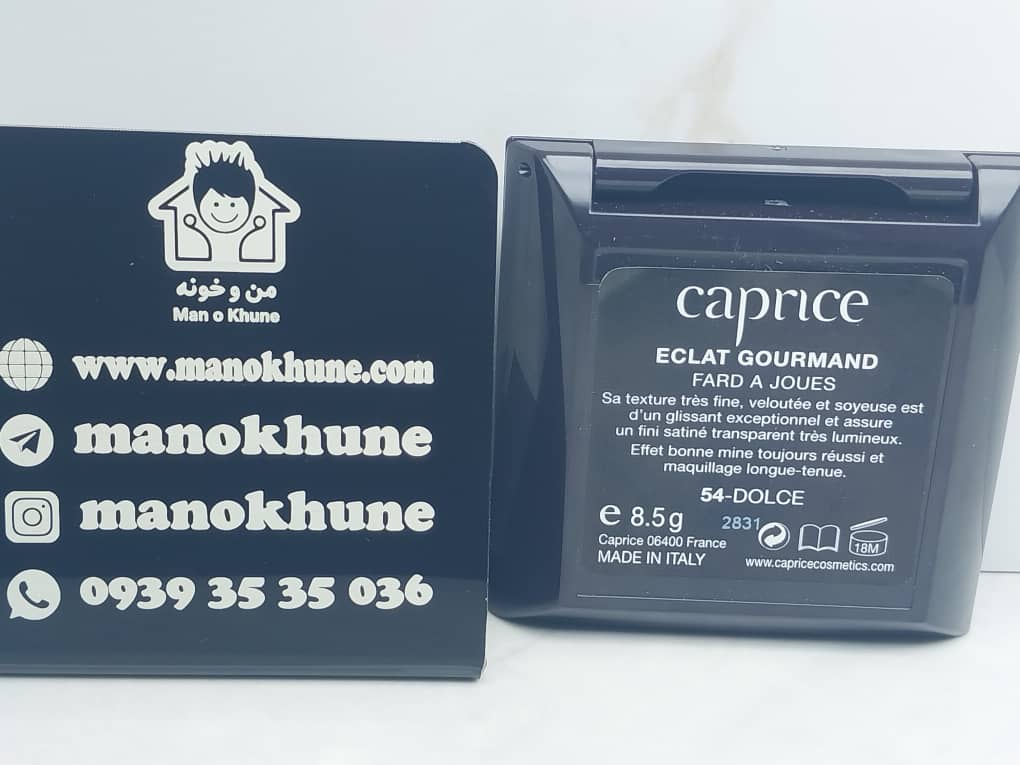 من و خونه
Man o Khune
www.manokhune.com
manokhune
manokhune
0939 35 35 036
caprice
ECLAT GOURMAND
FARD A JOUES
Sa texture très fine, veloutée et soyeuse est
d'un glissant exceptionnel et assure
un fini satiné transparent très lumineux.
Effet bonne mine toujours réussi et
maquillage longue-tenue.
54-DOLCE
e 8.5g 2831
18M
Caprice 06400 France
MADE IN ITALY
www.capricecosmetics.com